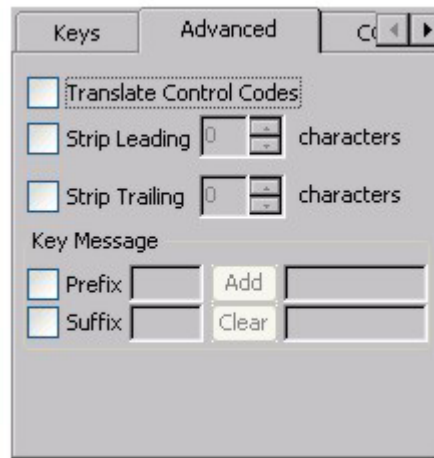 Keys Advanced
Translate Control Codes
Strip Leading 0 characters
Strip Trailing 0 characters
Key Message
Prefix Add
Suffix Clear